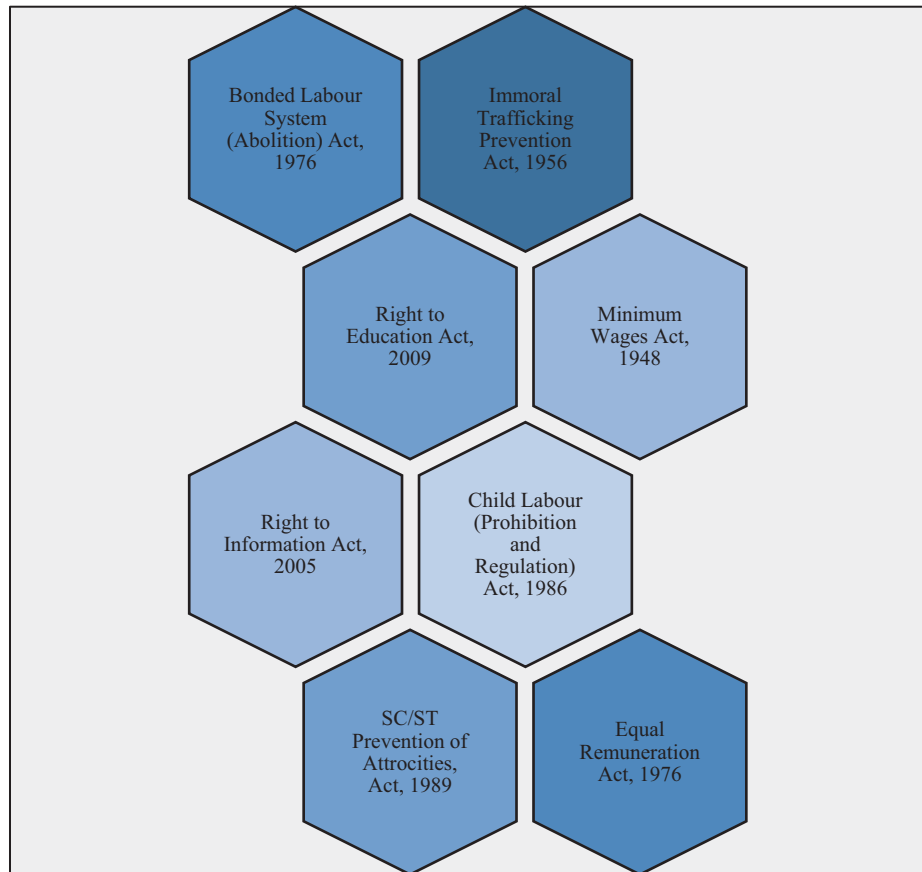 Bonded Labour
System
(Abolition) Act,
1976
Immoral
Trafficking
Prevention
Act, 1956
Right to
Education Act,
2009
Minimum
Wages Act,
1948
Right to
Information Act,
2005
Child Labour
(Prohibition
and
Regulation)
Act, 1986
SC/ST
Prevention of
Attrocities,
Act, 1989
Equal
Remuneration
Act, 1976